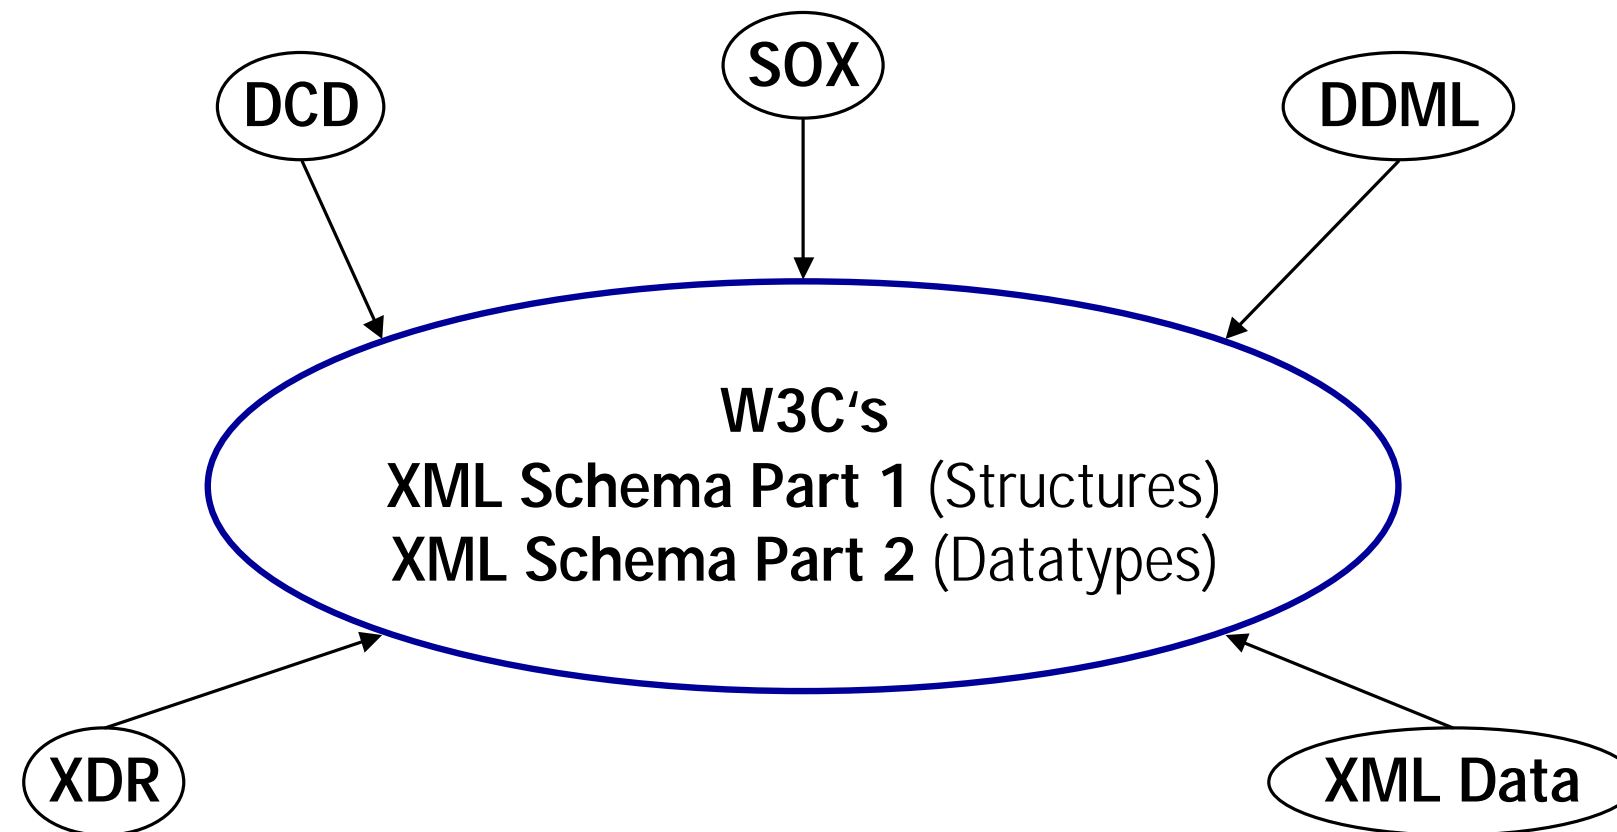 SOX
DCD
DDML
W3C‘s
XML Schema Part 1 (Structures)
XML Schema Part 2 (Datatypes)
XDR
XML Data